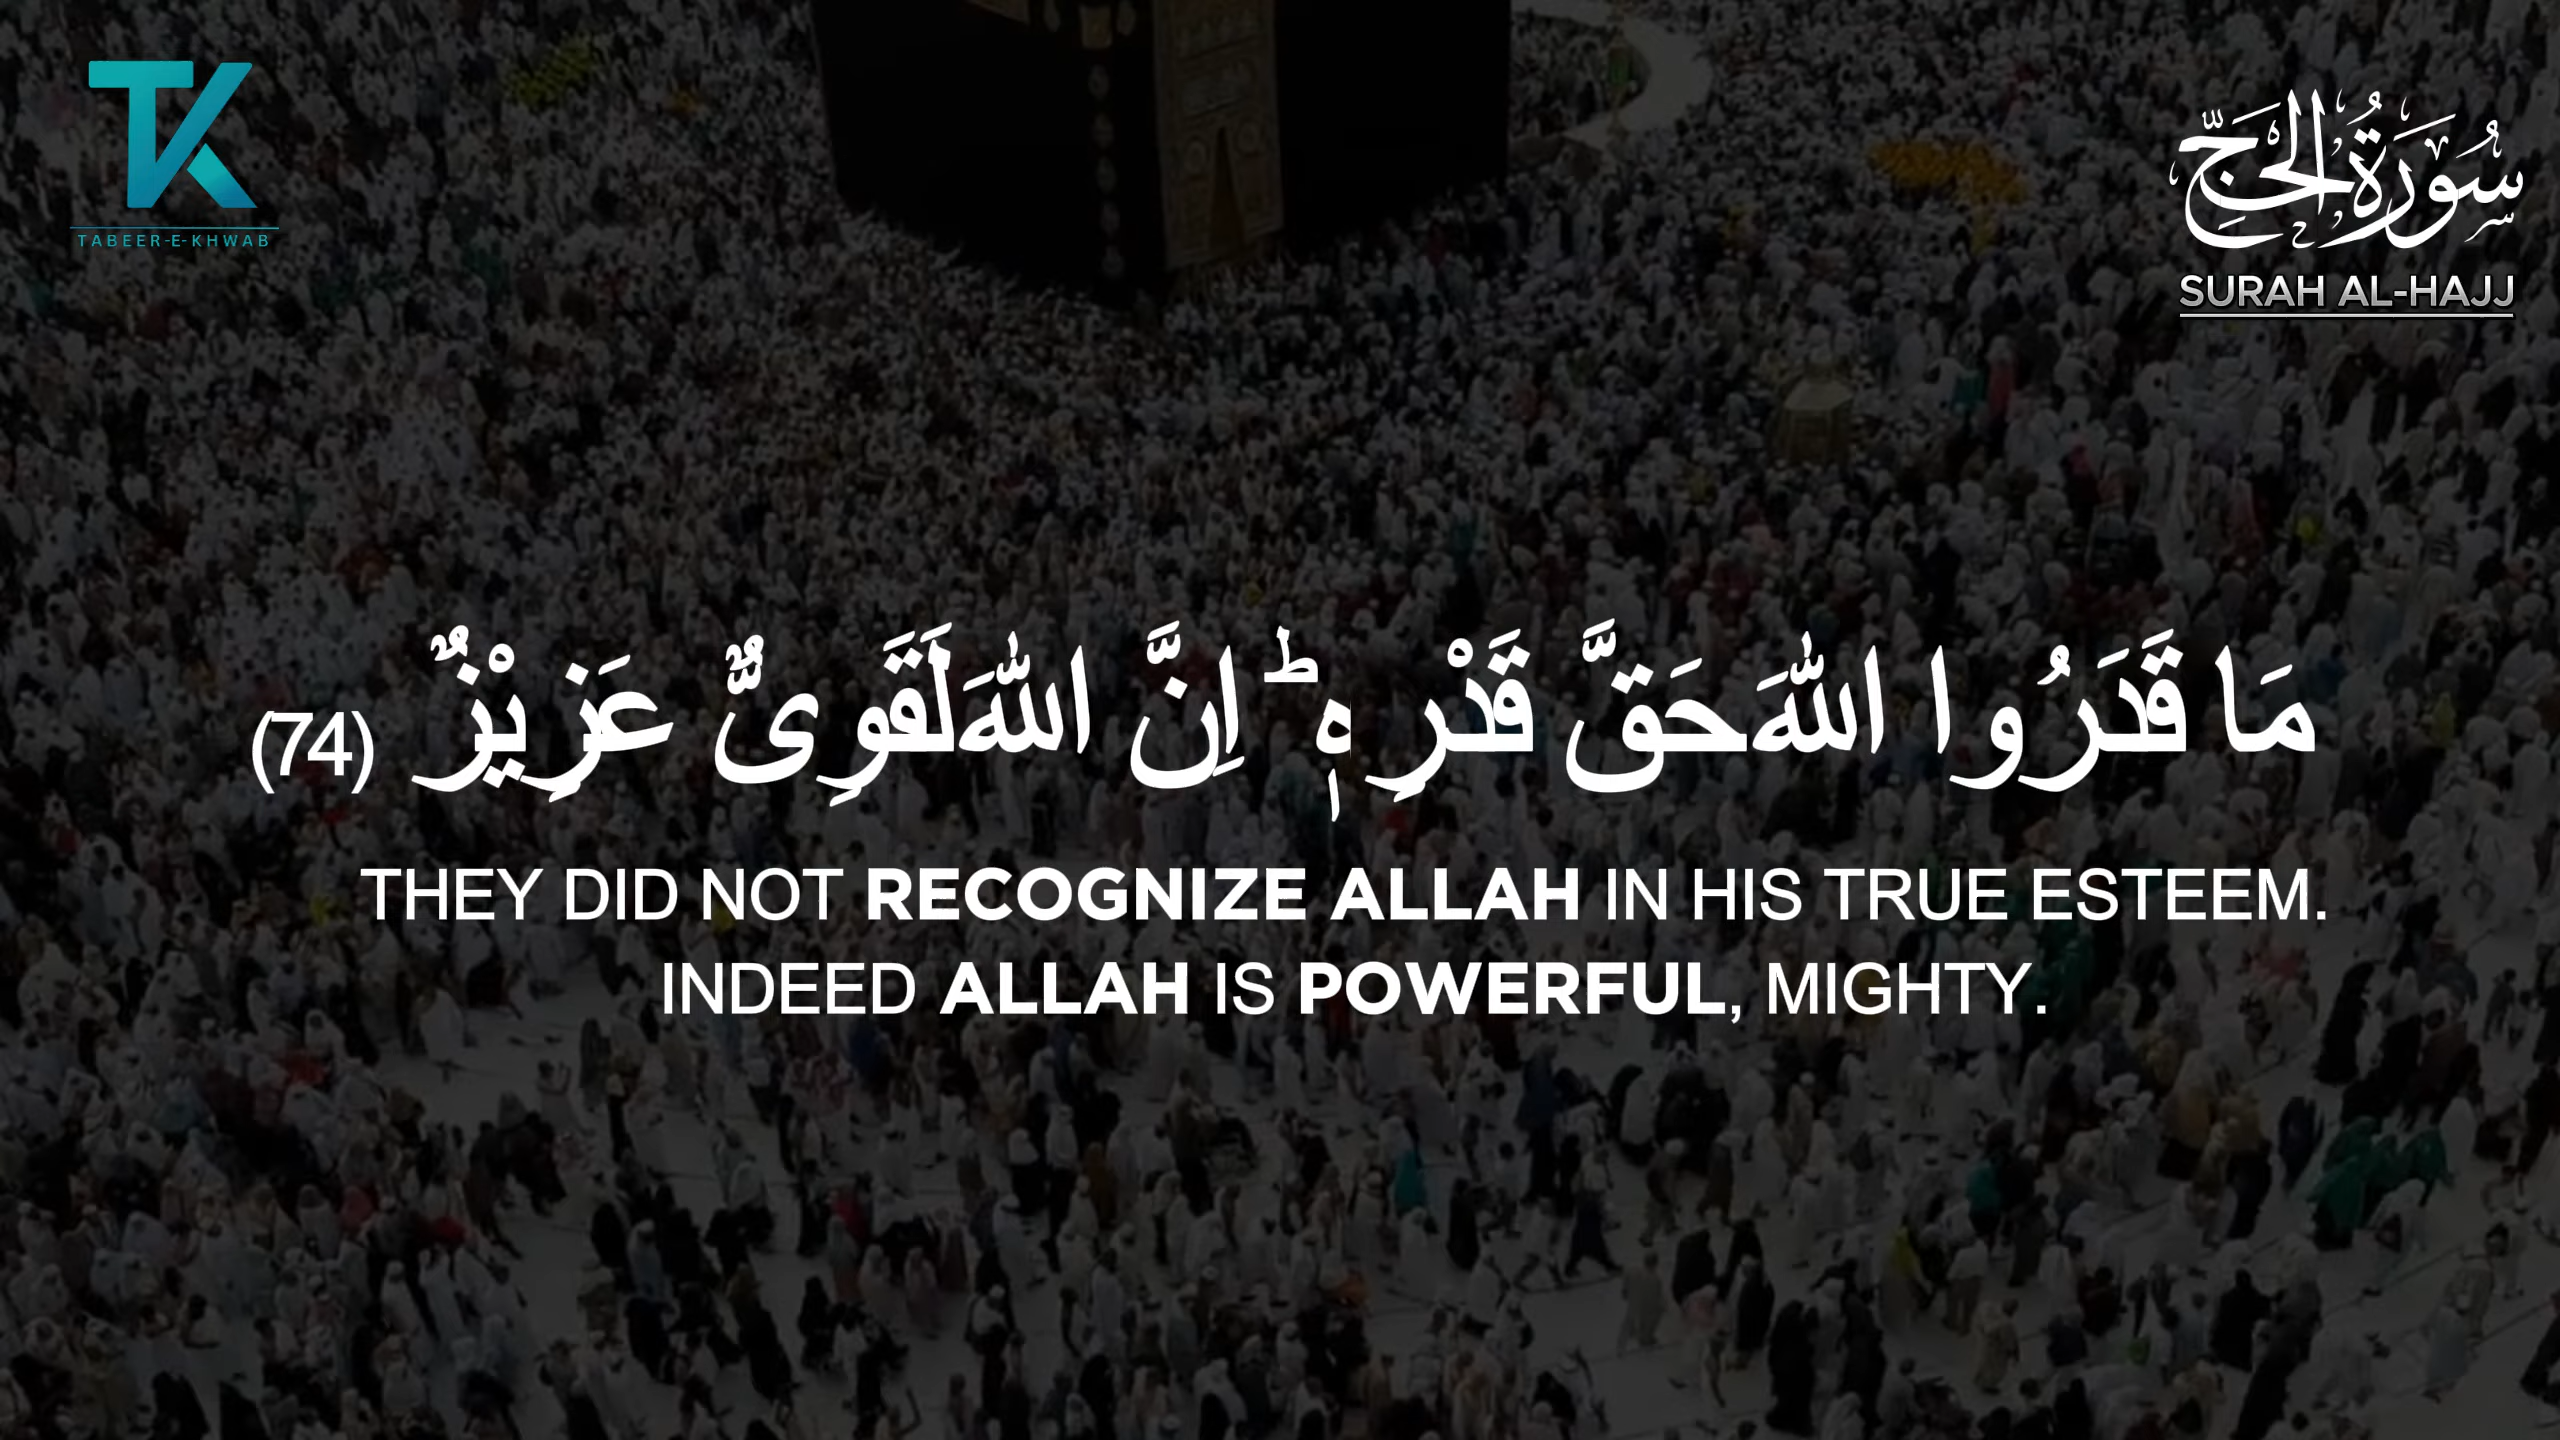 TK
TABEER-E-KHWAB
سُوَرَةُ الحَجِّ
SURAH AL-HAJJ
مَا قَدَرُوا اللّٰهَ حَقَّ قَدْرِهٖ ؕ اِنَّ اللّٰهَ لَقَوِىٌّ عَزِيْزٌ (74)
THEY DID NOT RECOGNIZE ALLAH IN HIS TRUE ESTEEM.
INDEED ALLAH IS POWERFUL, MIGHTY.